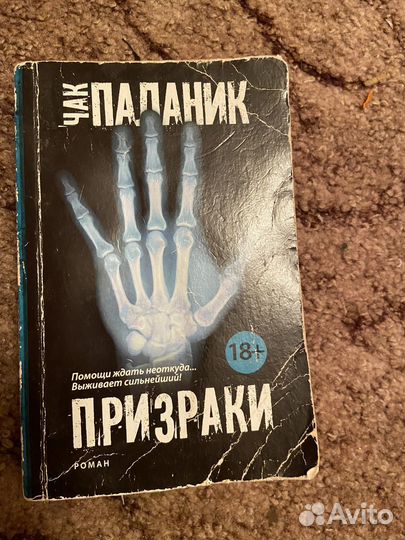 ЧАК ПАЛАНИК
18+
Помощи ждать неоткуда...
Выживает сильнейший!
ПРИЗРАКИ
РОМАН
Avito